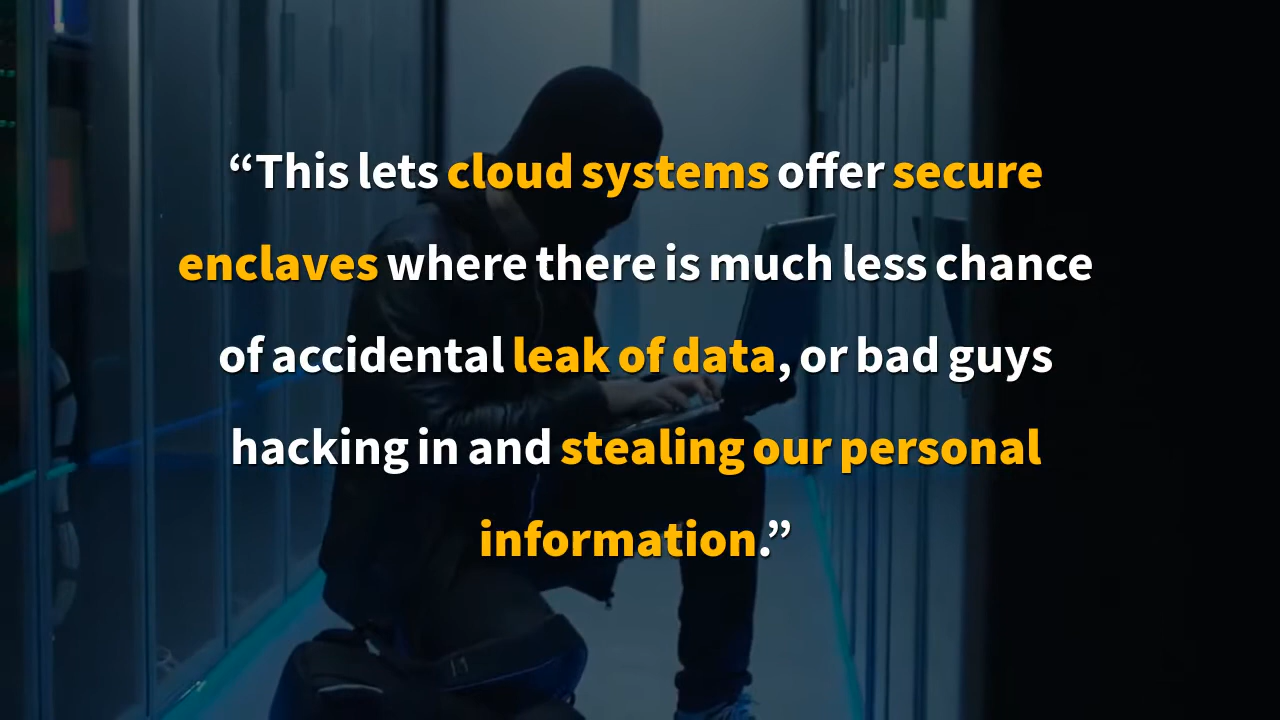 “This lets cloud systems offer secure
enclaves where there is much less chance
of accidental leak of data, or bad guys
hacking in and stealing our personal
information.”